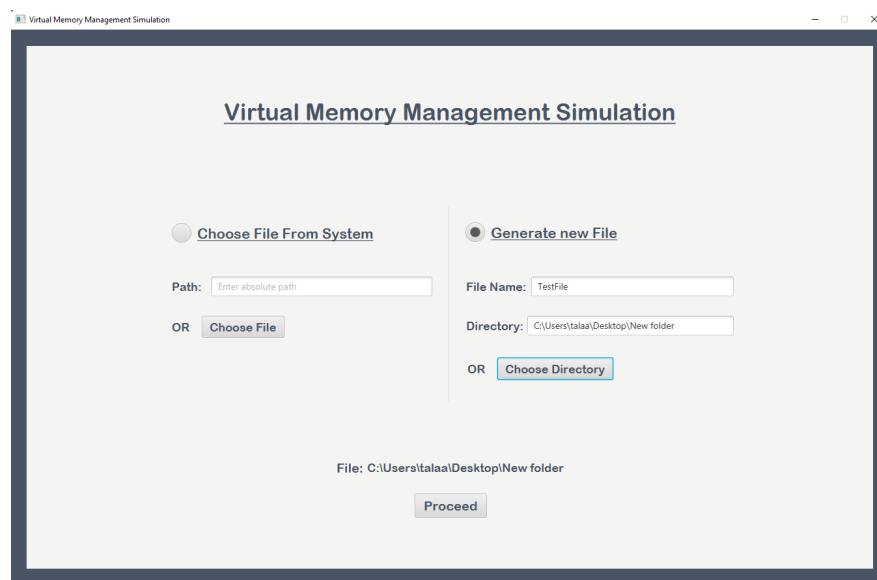 Virtual Memory Management Simulation
Virtual Memory Management Simulation
Choose File From System
Path: Enter absolute path
OR Choose File
Generate new File
File Name: TestFile
Directory: C:\Users\talaa\Desktop\New folder
OR Choose Directory
File: C:\Users\talaa\Desktop\New folder
Proceed